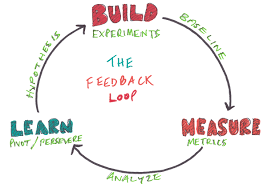 BUILD
EXPERIMENTS
BASELINE
HYPOTHESIS
THE
FEEDBACK
LOOP
LEARN
PIVOT/PERSEVERE
MEASURE
METRICS
ANALYZE